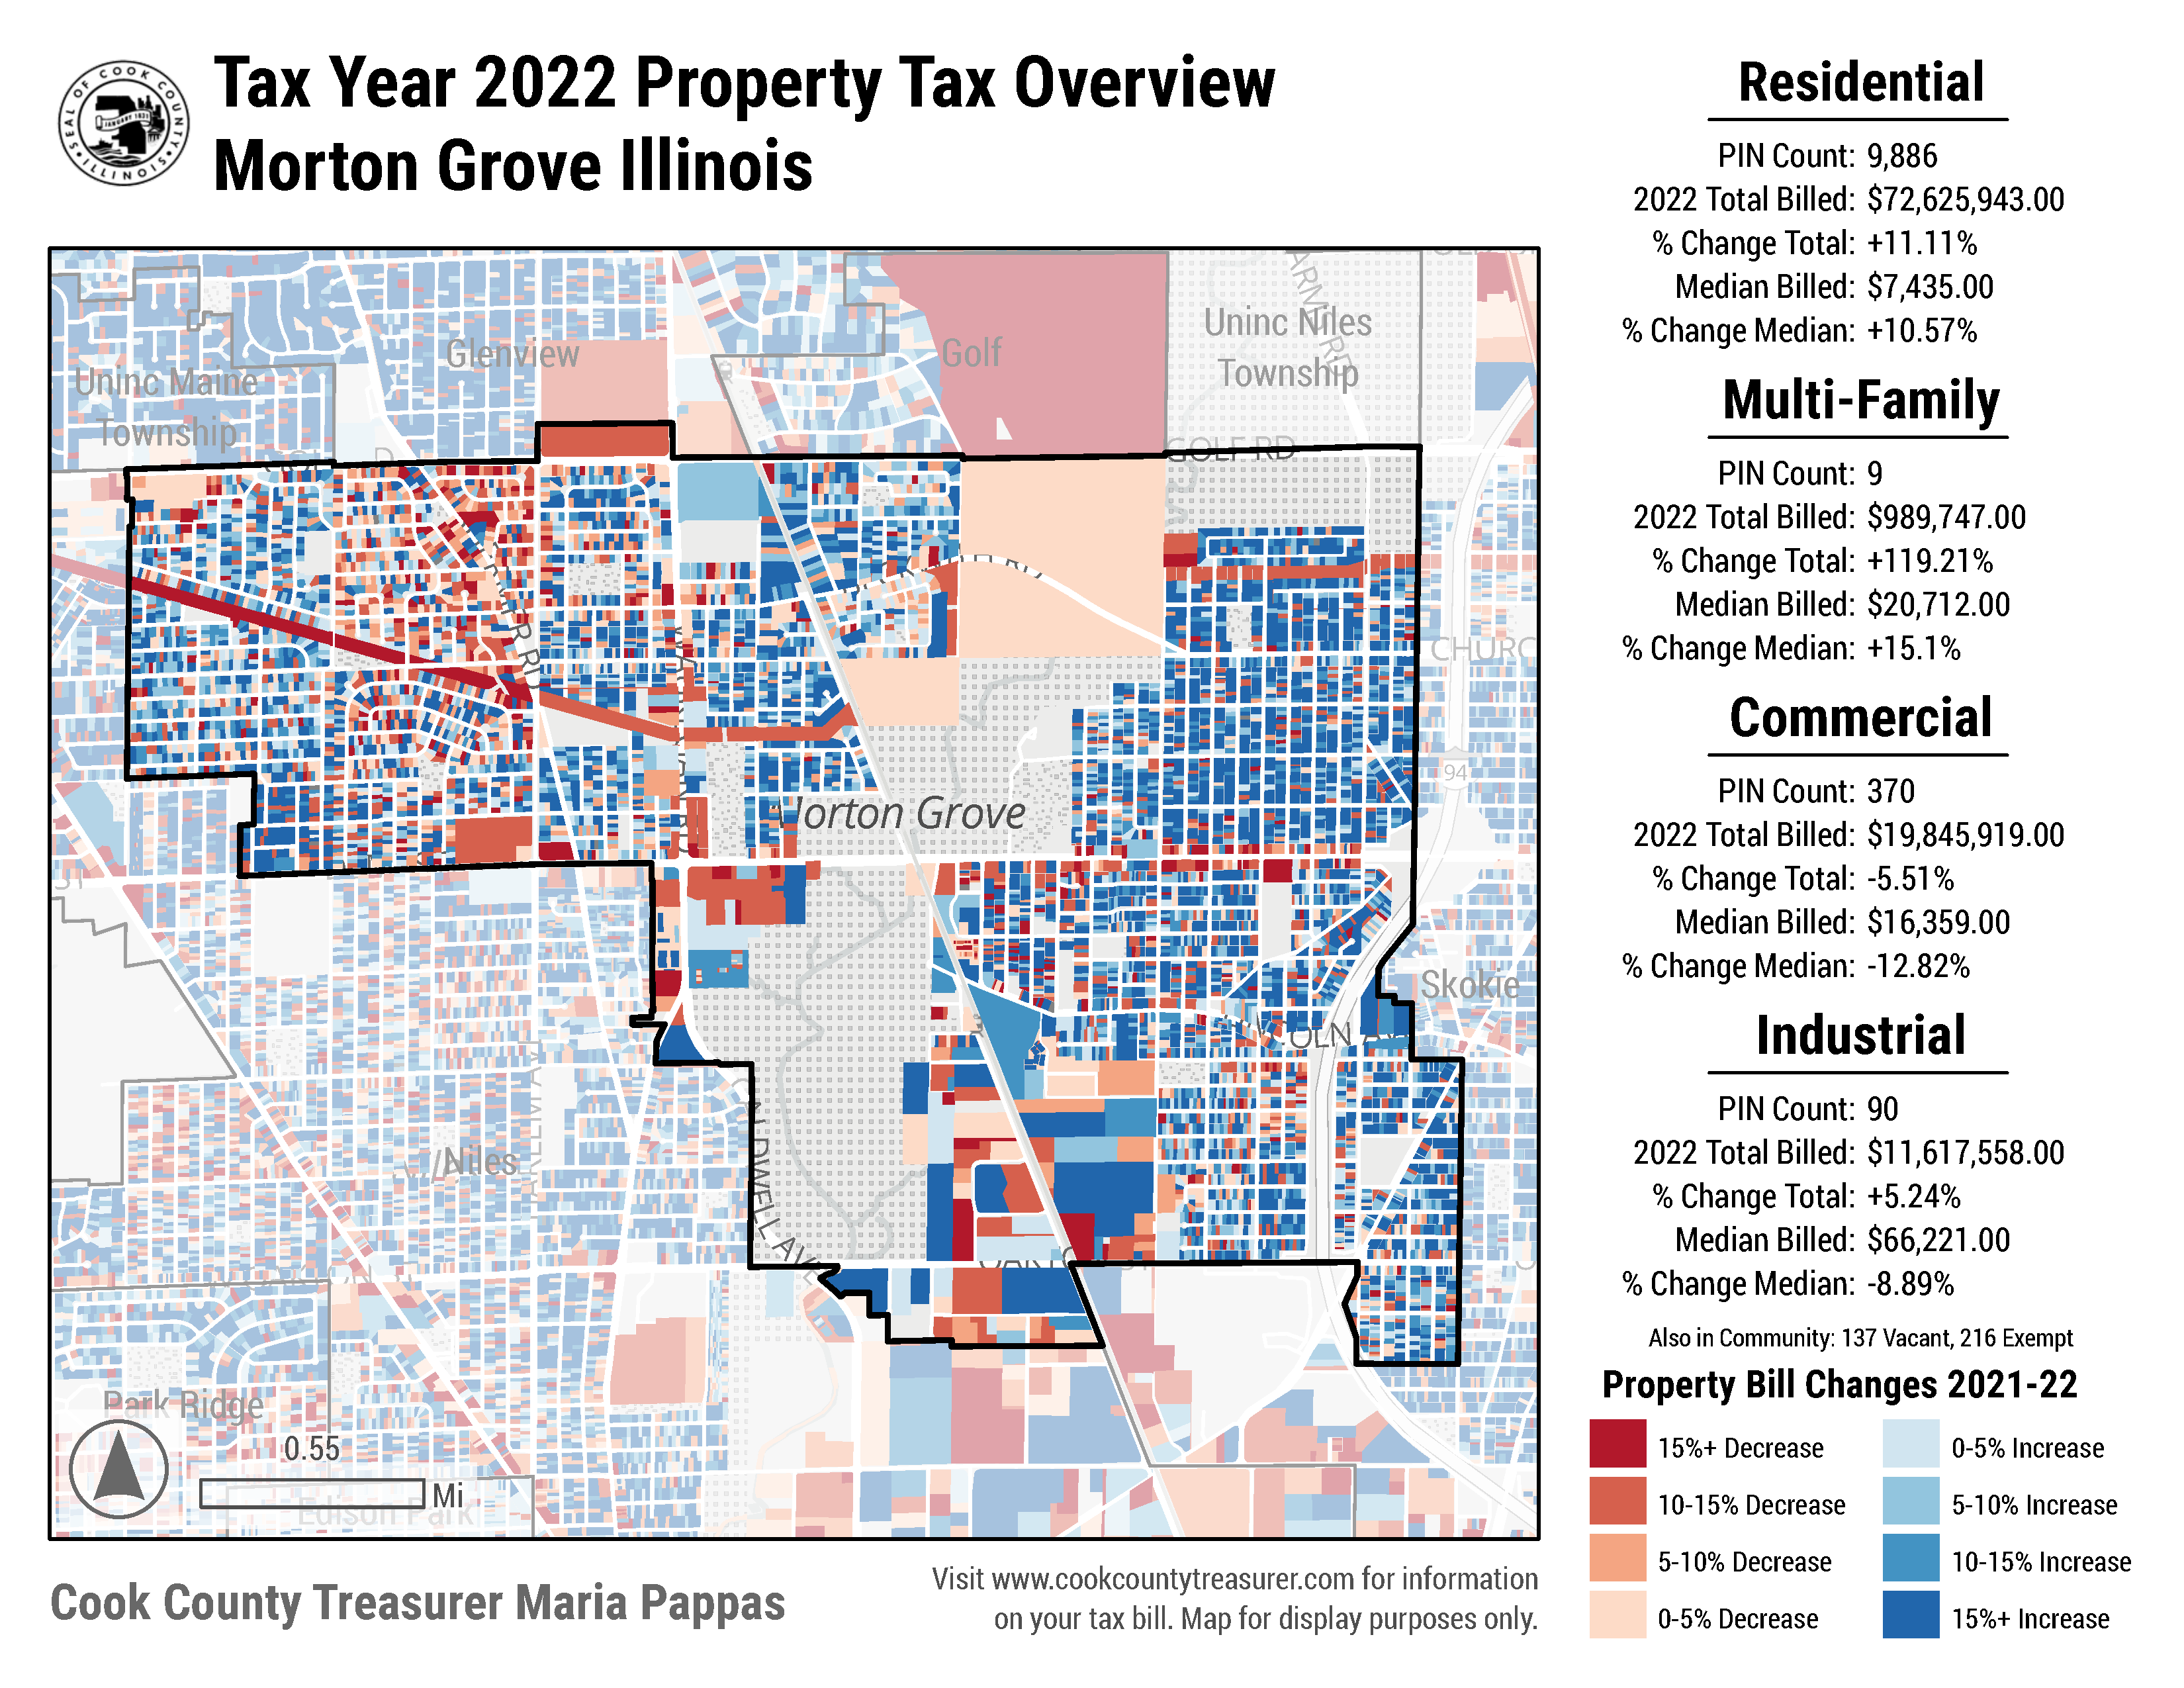 Tax Year 2022 Property Tax Overview
Morton Grove Illinois
SEAL OF COOK COUNTY
ILLINOIS
JANUARY 1831
Residential
PIN Count: 9,886
2022 Total Billed: $72,625,943.00
% Change Total: +11.11%
Median Billed: $7,435.00
% Change Median: +10.57%
Multi-Family
PIN Count: 9
2022 Total Billed: $989,747.00
% Change Total: +119.21%
Median Billed: $20,712.00
% Change Median: +15.1%
Commercial
PIN Count: 370
2022 Total Billed: $19,845,919.00
% Change Total: -5.51%
Median Billed: $16,359.00
% Change Median: -12.82%
Industrial
PIN Count: 90
2022 Total Billed: $11,617,558.00
% Change Total: +5.24%
Median Billed: $66,221.00
% Change Median: -8.89%
Also in Community: 137 Vacant, 216 Exempt
Property Bill Changes 2021-22
15%+ Decrease
10-15% Decrease
5-10% Decrease
0-5% Decrease
0-5% Increase
5-10% Increase
10-15% Increase
15%+ Increase
Glenview
Golf
Uninc Niles
Township
Uninc Maine
Township
GOLF RD
CHURC
94
Morton Grove
Skokie
LINCOLN AV
Niles
CALDWELL AVE
Park Ridge
0.55
Mi
Edison Park
Cook County Treasurer Maria Pappas
Visit www.cookcountytreasurer.com for information
on your tax bill. Map for display purposes only.